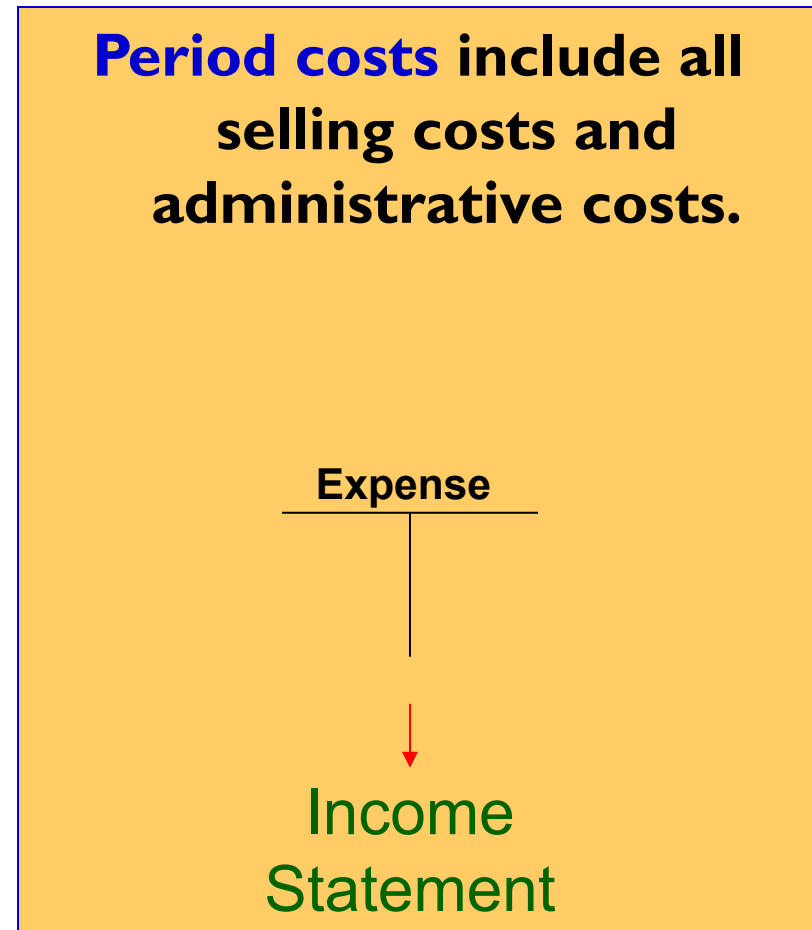 Period costs include all
selling costs and
administrative costs.
Expense
Income
Statement